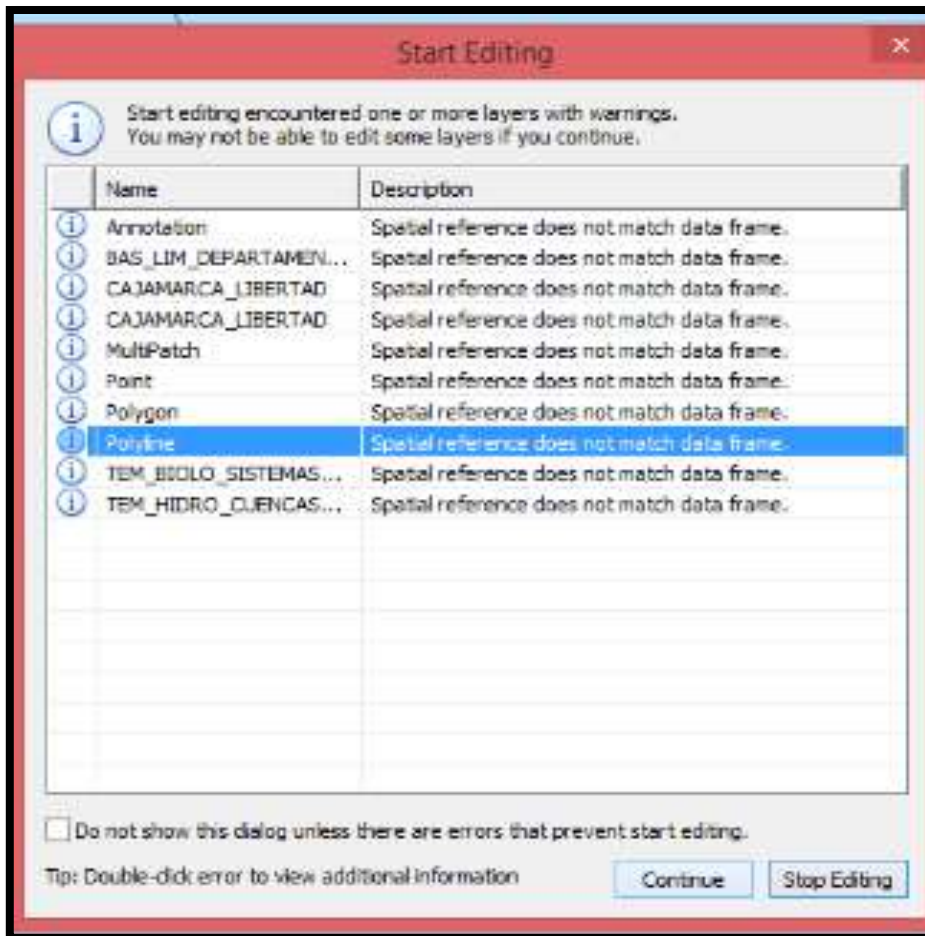 Start Editing
Start editing encountered one or more layers with warnings.
You may not be able to edit some layers if you continue.
Name Description
Annotation Spatial reference does not match data frame.
BAS_LIM_DEPARTAMEN... Spatial reference does not match data frame.
CAJAMARCA_LIBERTAD Spatial reference does not match data frame.
CAJAMARCA_LIBERTAD Spatial reference does not match data frame.
MultiPatch Spatial reference does not match data frame.
Point Spatial reference does not match data frame.
Polygon Spatial reference does not match data frame.
Polyline Spatial reference does not match data frame.
TEM_BIOLO_SISTEMAS... Spatial reference does not match data frame.
TEM_HIDRO_CUENCAS... Spatial reference does not match data frame.
Do not show this dialog unless there are errors that prevent start editing.
Tip: Double-click error to view additional information Continue Stop Editing